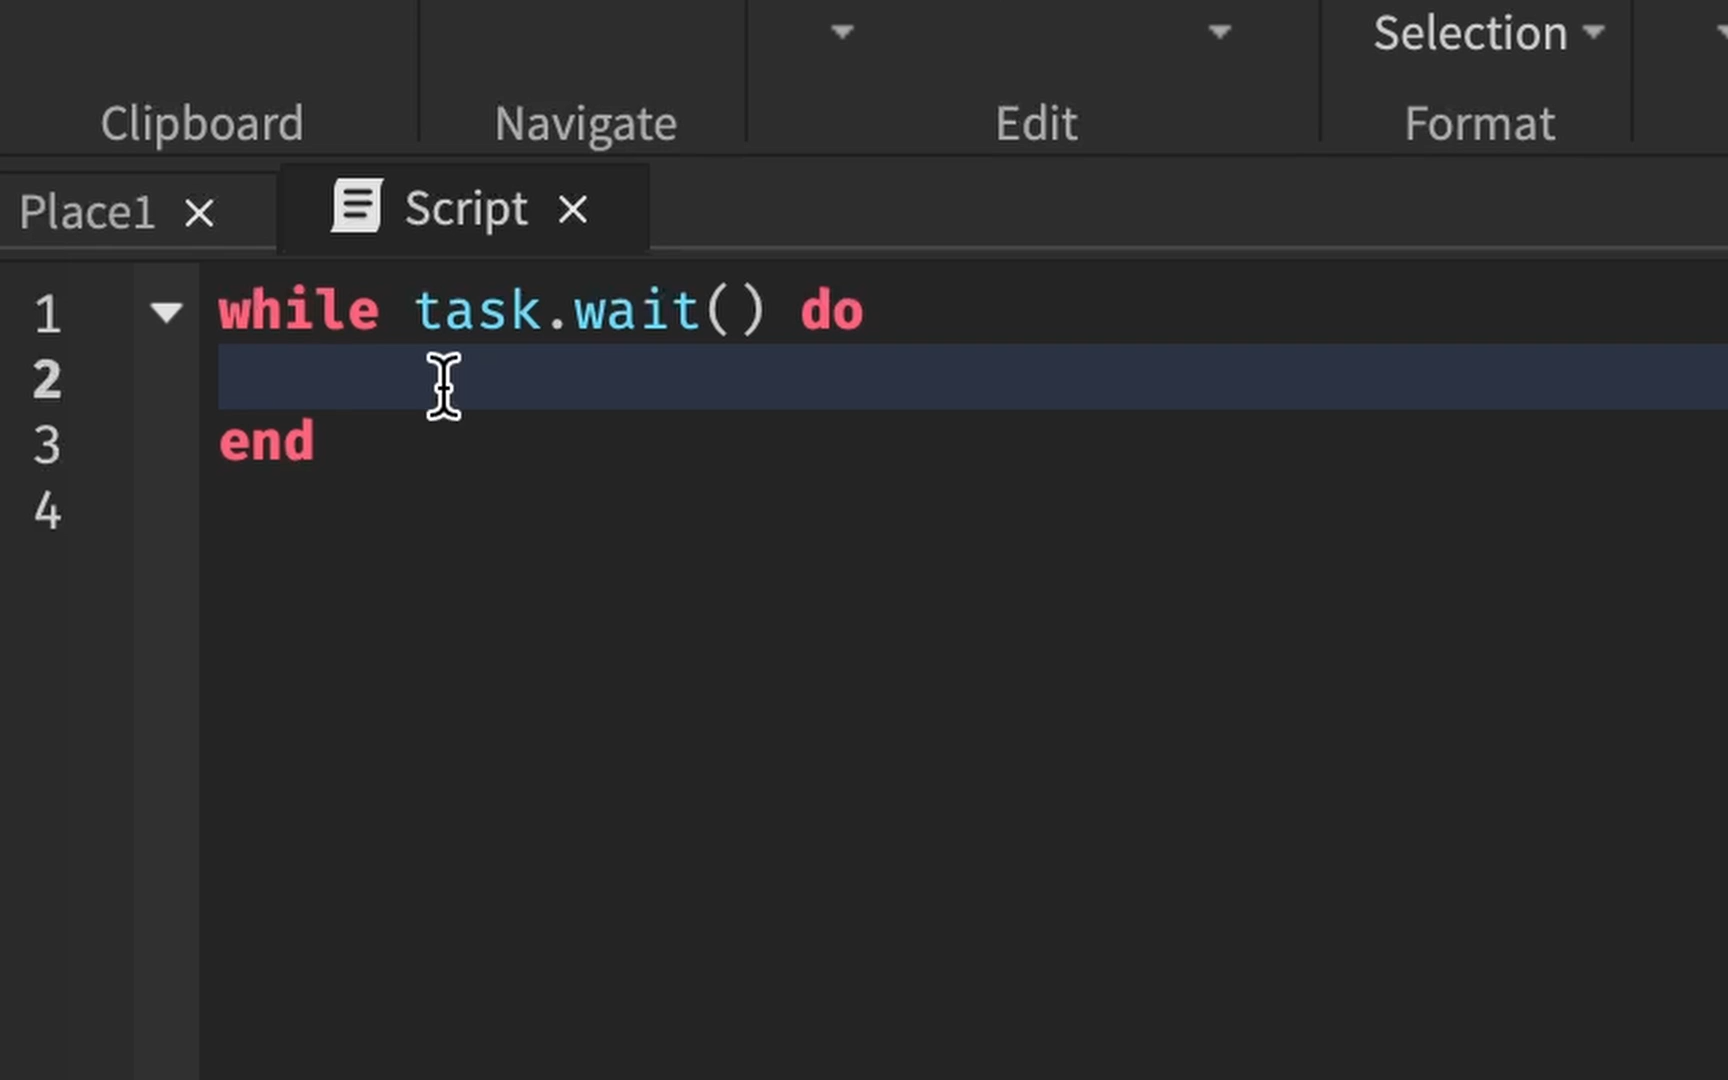 Selection
Clipboard Navigate Edit Format
Place1 Script
1 while task.wait() do
2
3 end
4